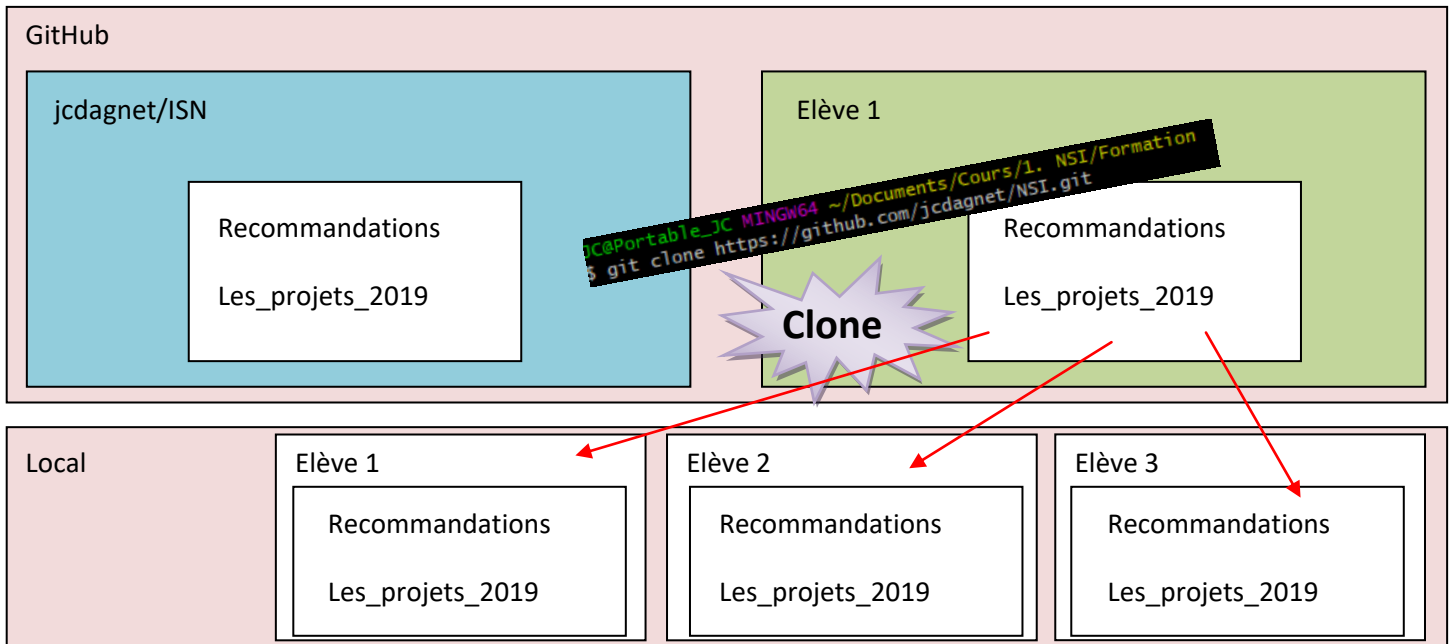 GitHub
jcdagnet/ISN
Recommandations
Les_projets_2019
Elève 1
JC@Portable_JC MINGW64 ~/Documents/Cours/1. NSI/Formation
$ git clone https://github.com/jcdagnet/NSI.git
Recommandations
Les_projets_2019
Clone
Local
Elève 1
Recommandations
Les_projets_2019
Elève 2
Recommandations
Les_projets_2019
Elève 3
Recommandations
Les_projets_2019